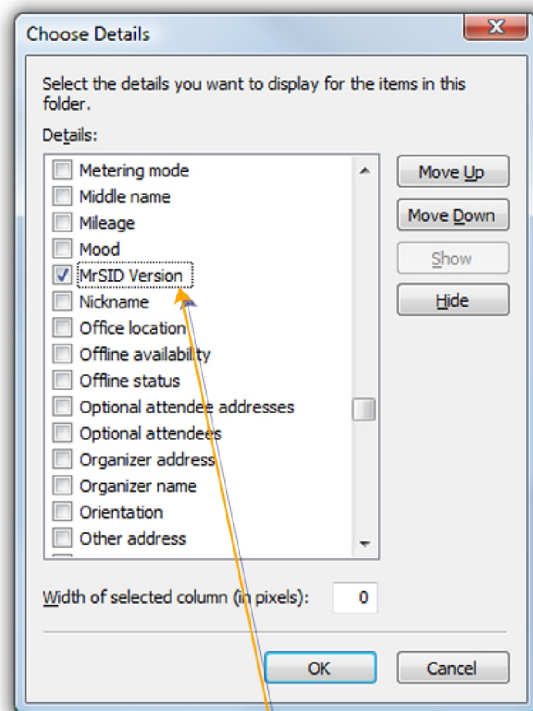 Choose Details
Select the details you want to display for the items in this
folder.
Details:
Metering mode
Middle name
Mileage
Mood
MrSID Version
Nickname
Office location
Offline availability
Offline status
Optional attendee addresses
Optional attendees
Organizer address
Organizer name
Orientation
Other address
Move Up
Move Down
Show
Hide
Width of selected column (in pixels): 0
OK Cancel